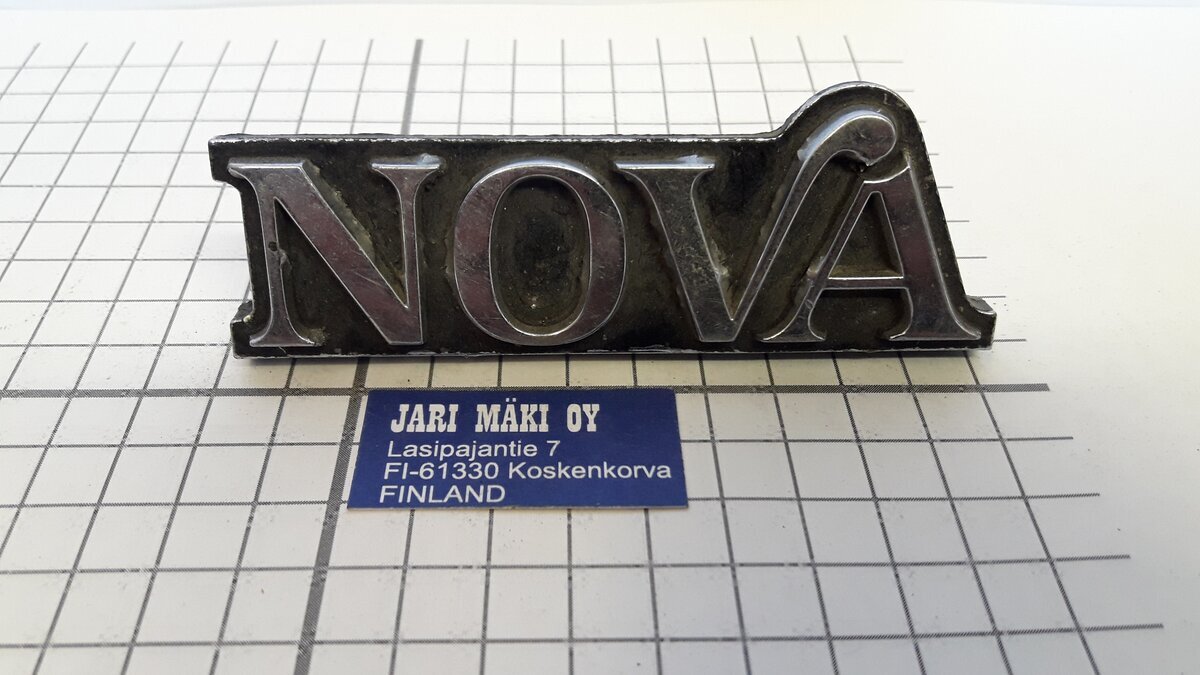 NOVA
JARI MÄKI OY
Lasipajantie 7
FI-61330 Koskenkorva
FINLAND